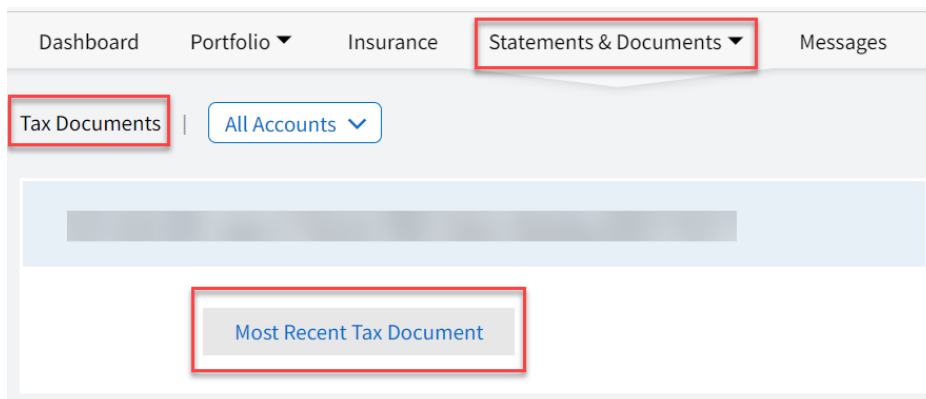 Dashboard Portfolio Insurance Statements & Documents Messages
Tax Documents | All Accounts
Most Recent Tax Document